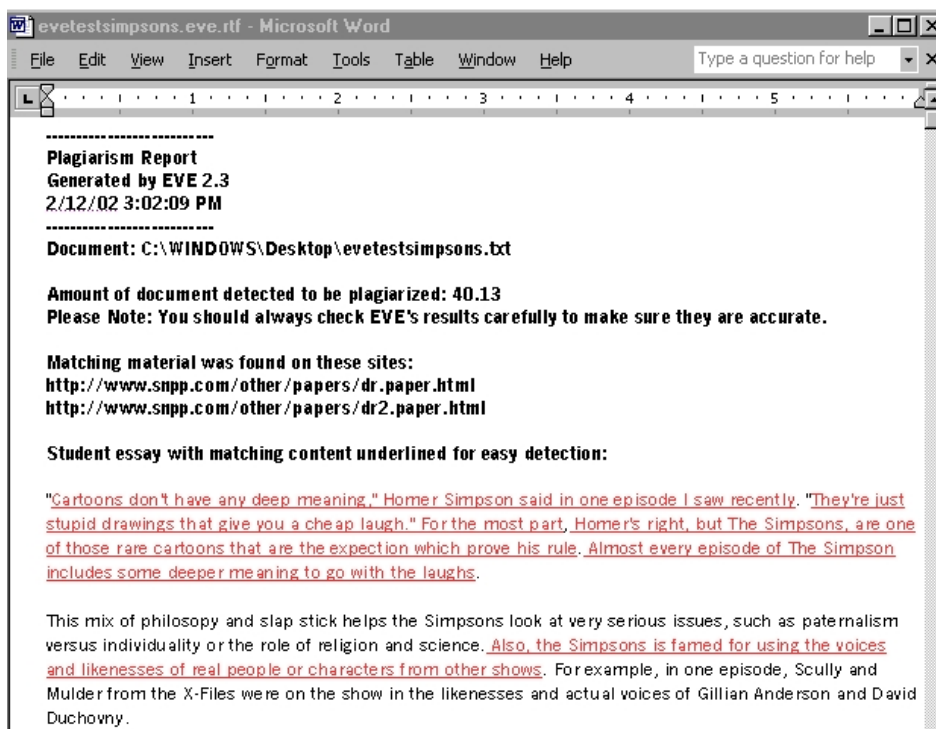 evetestsimpsons.eve.rtf - Microsoft Word
File Edit View Insert Format Tools Table Window Help Type a question for help
1 2 3 4 5
---------------------------
Plagiarism Report
Generated by EVE 2.3
2/12/02 3:02:09 PM
---------------------------
Document: C:\WINDOWS\Desktop\evetestsimpsons.txt
Amount of document detected to be plagiarized: 40.13
Please Note: You should always check EVE's results carefully to make sure they are accurate.
Matching material was found on these sites:
http://www.snpp.com/other/papers/dr.paper.html
http://www.snpp.com/other/papers/dr2.paper.html
Student essay with matching content underlined for easy detection:
"Cartoons don't have any deep meaning," Homer Simpson said in one episode I saw recently. "They're just
stupid drawings that give you a cheap laugh." For the most part, Homer's right, but The Simpsons, are one
of those rare cartoons that are the expection which prove his rule. Almost every episode of The Simpson
includes some deeper meaning to go with the laughs.
This mix of philosopy and slap stick helps the Simpsons look at very serious issues, such as paternalism
versus individuality or the role of religion and science. Also, the Simpsons is famed for using the voices
and likenesses of real people or characters from other shows. For example, in one episode, Scully and
Mulder from the X-Files were on the show in the likenesses and actual voices of Gillian Anderson and David
Duchovny.